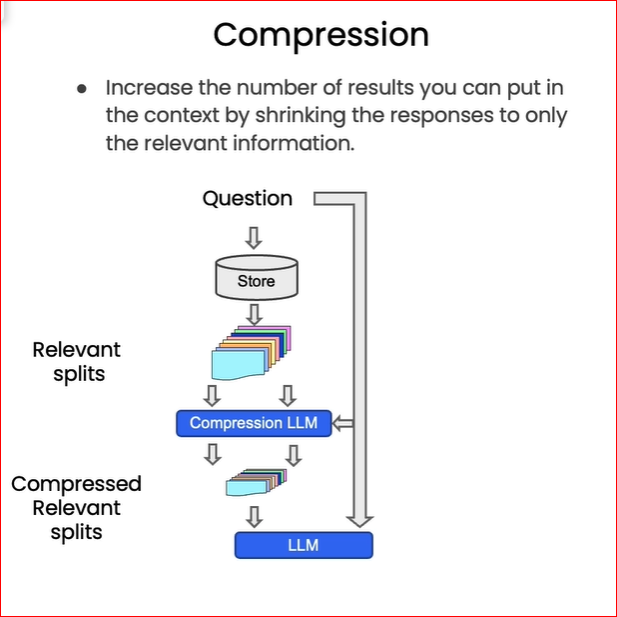 Compression
● Increase the number of results you can put in
the context by shrinking the responses to only
the relevant information.
Question
Store
Relevant
splits
Compression LLM
Compressed
Relevant
splits
LLM